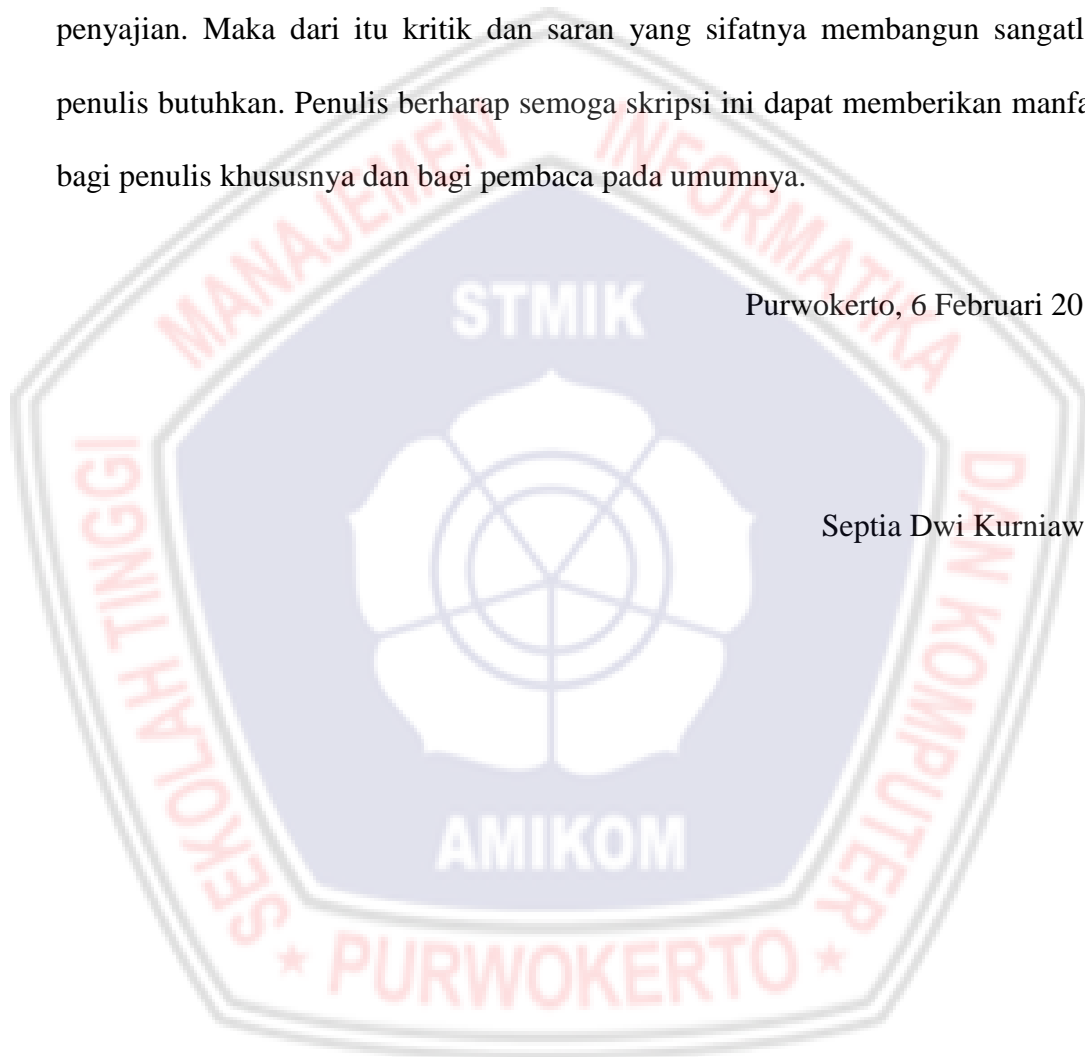 penyajian. Maka dari itu kritik dan saran yang sifatnya membangun sangatl
penulis butuhkan. Penulis berharap semoga skripsi ini dapat memberikan manfa
bagi penulis khususnya dan bagi pembaca pada umumnya.
Purwokerto, 6 Februari 20
Septia Dwi Kurniaw
SEKOLAH TINGGI MANAJEMEN INFORMATIKA DAN KOMPUTER
STMIK
AMIKOM
* PURWOKERTO *